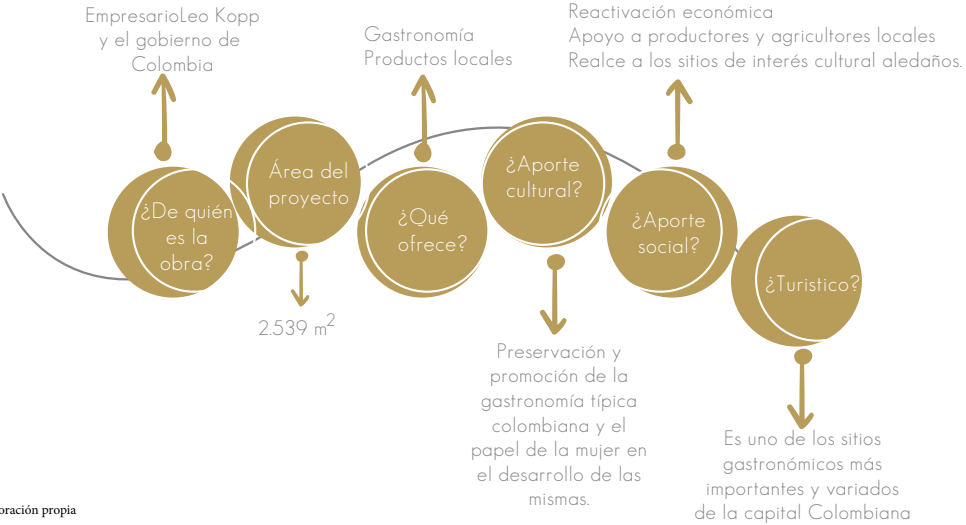 EmpresarioLeo Kopp
y el gobierno de
Colombia
¿De quién
es la
obra?
Área del
proyecto
2.539 m²
Gastronomía
Productos locales
¿Qué
ofrece?
¿Aporte
cultural?
Preservación y
promoción de la
gastronomía típica
colombiana y el
papel de la mujer en
el desarrollo de las
mismas.
Reactivación económica
Apoyo a productores y agricultores locales
Realce a los sitios de interés cultural aledaños.
¿Aporte
social?
¿Turistico?
Es uno de los sitios
gastronómicos más
importantes y variados
de la capital Colombiana
oración propia